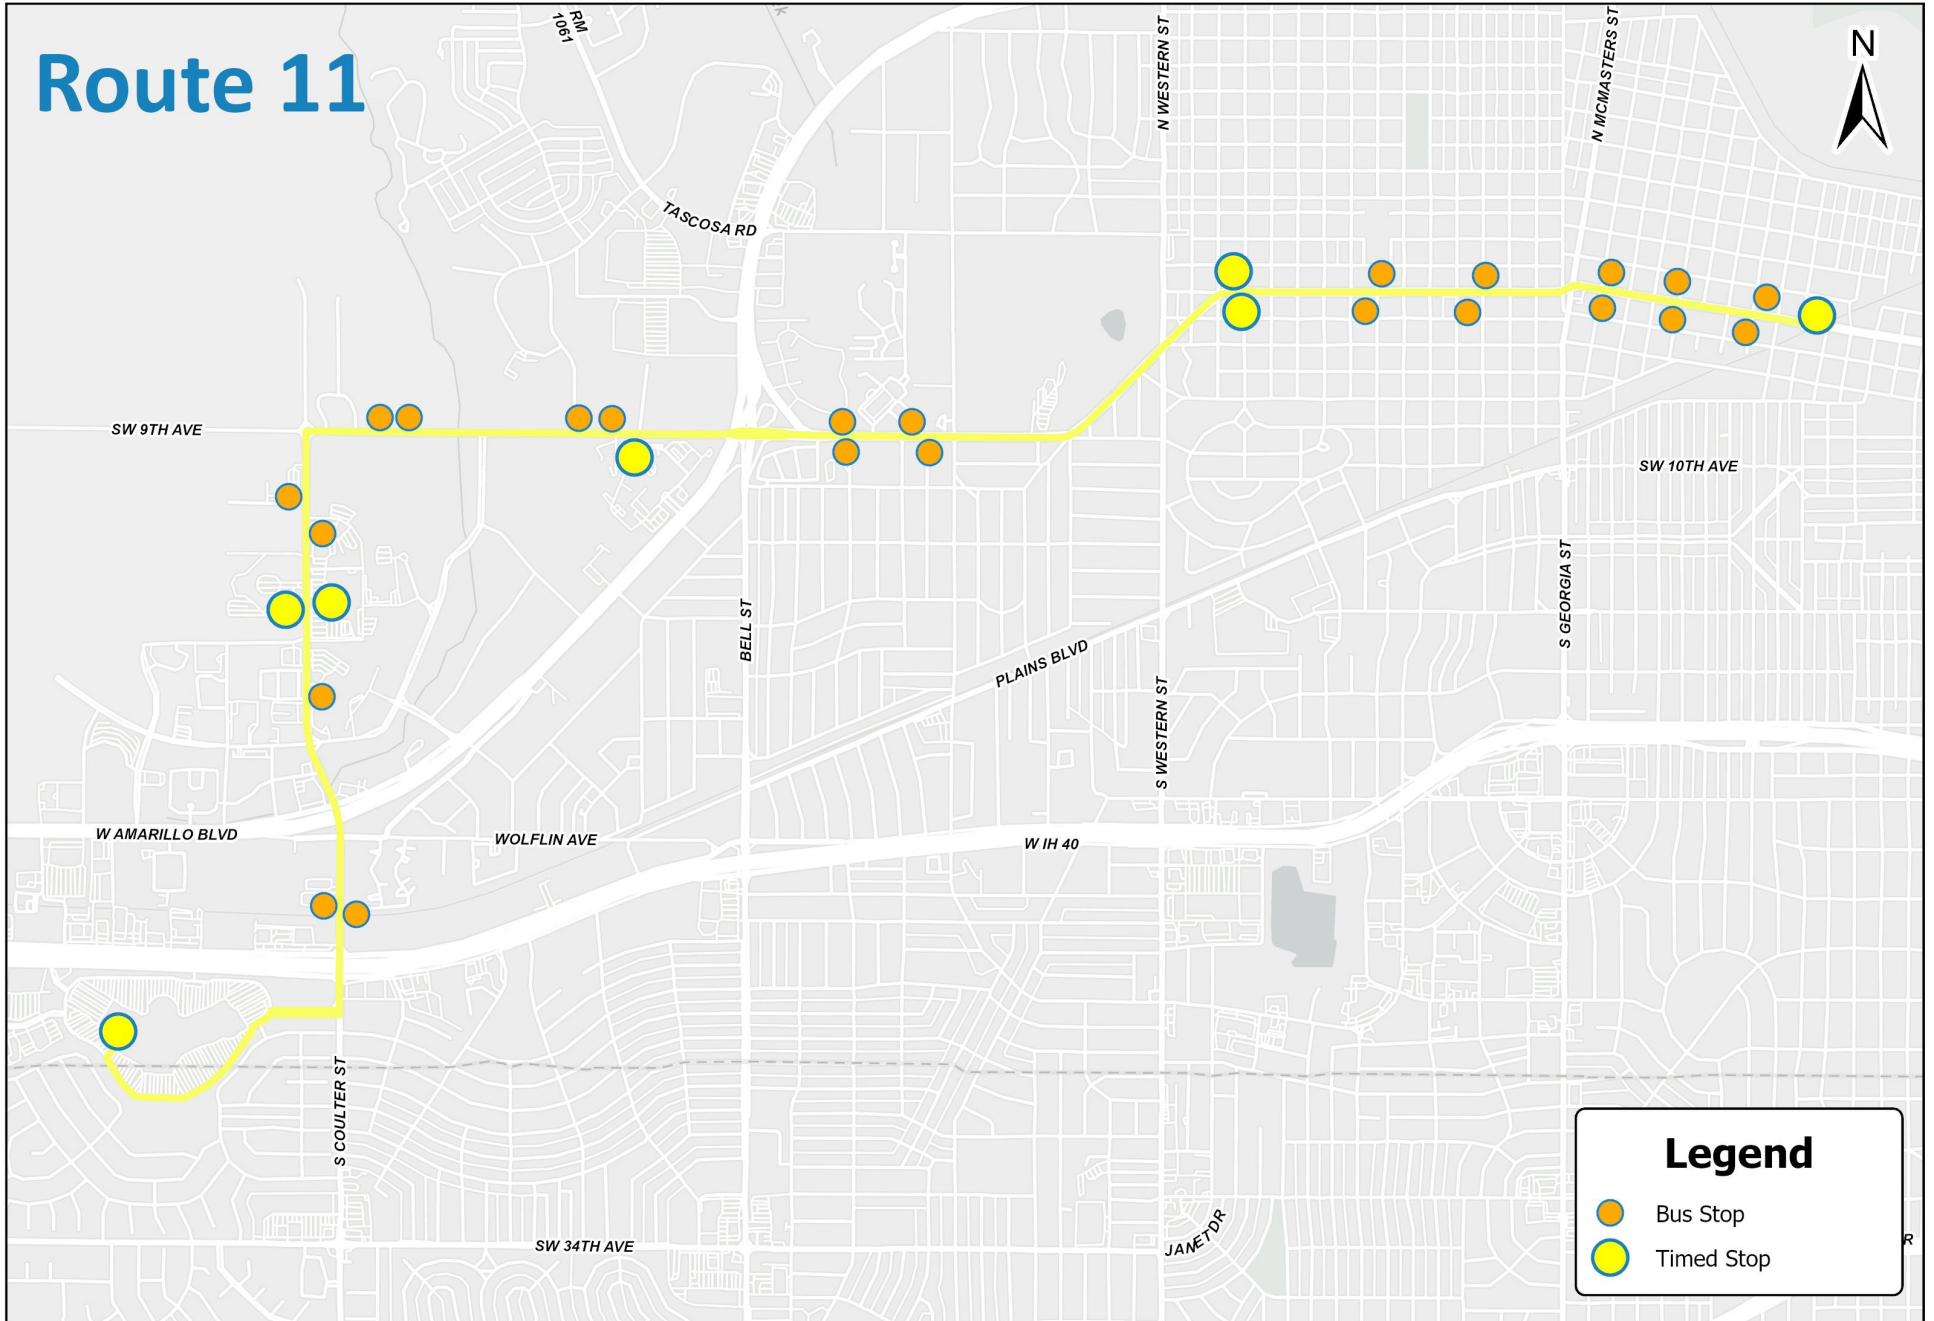 Route 11
RM
1061
K
N WESTERN ST
N MCMASTERS ST
N
TASCOSA RD
SW 9TH AVE
SW 10TH AVE
S GEORGIA ST
BELL ST
PLAINS BLVD
S WESTERN ST
W AMARILLO BLVD
WOLFLIN AVE
W IH 40
S COULTER ST
SW 34TH AVE
JANET DR
R
Legend
Bus Stop
Timed Stop